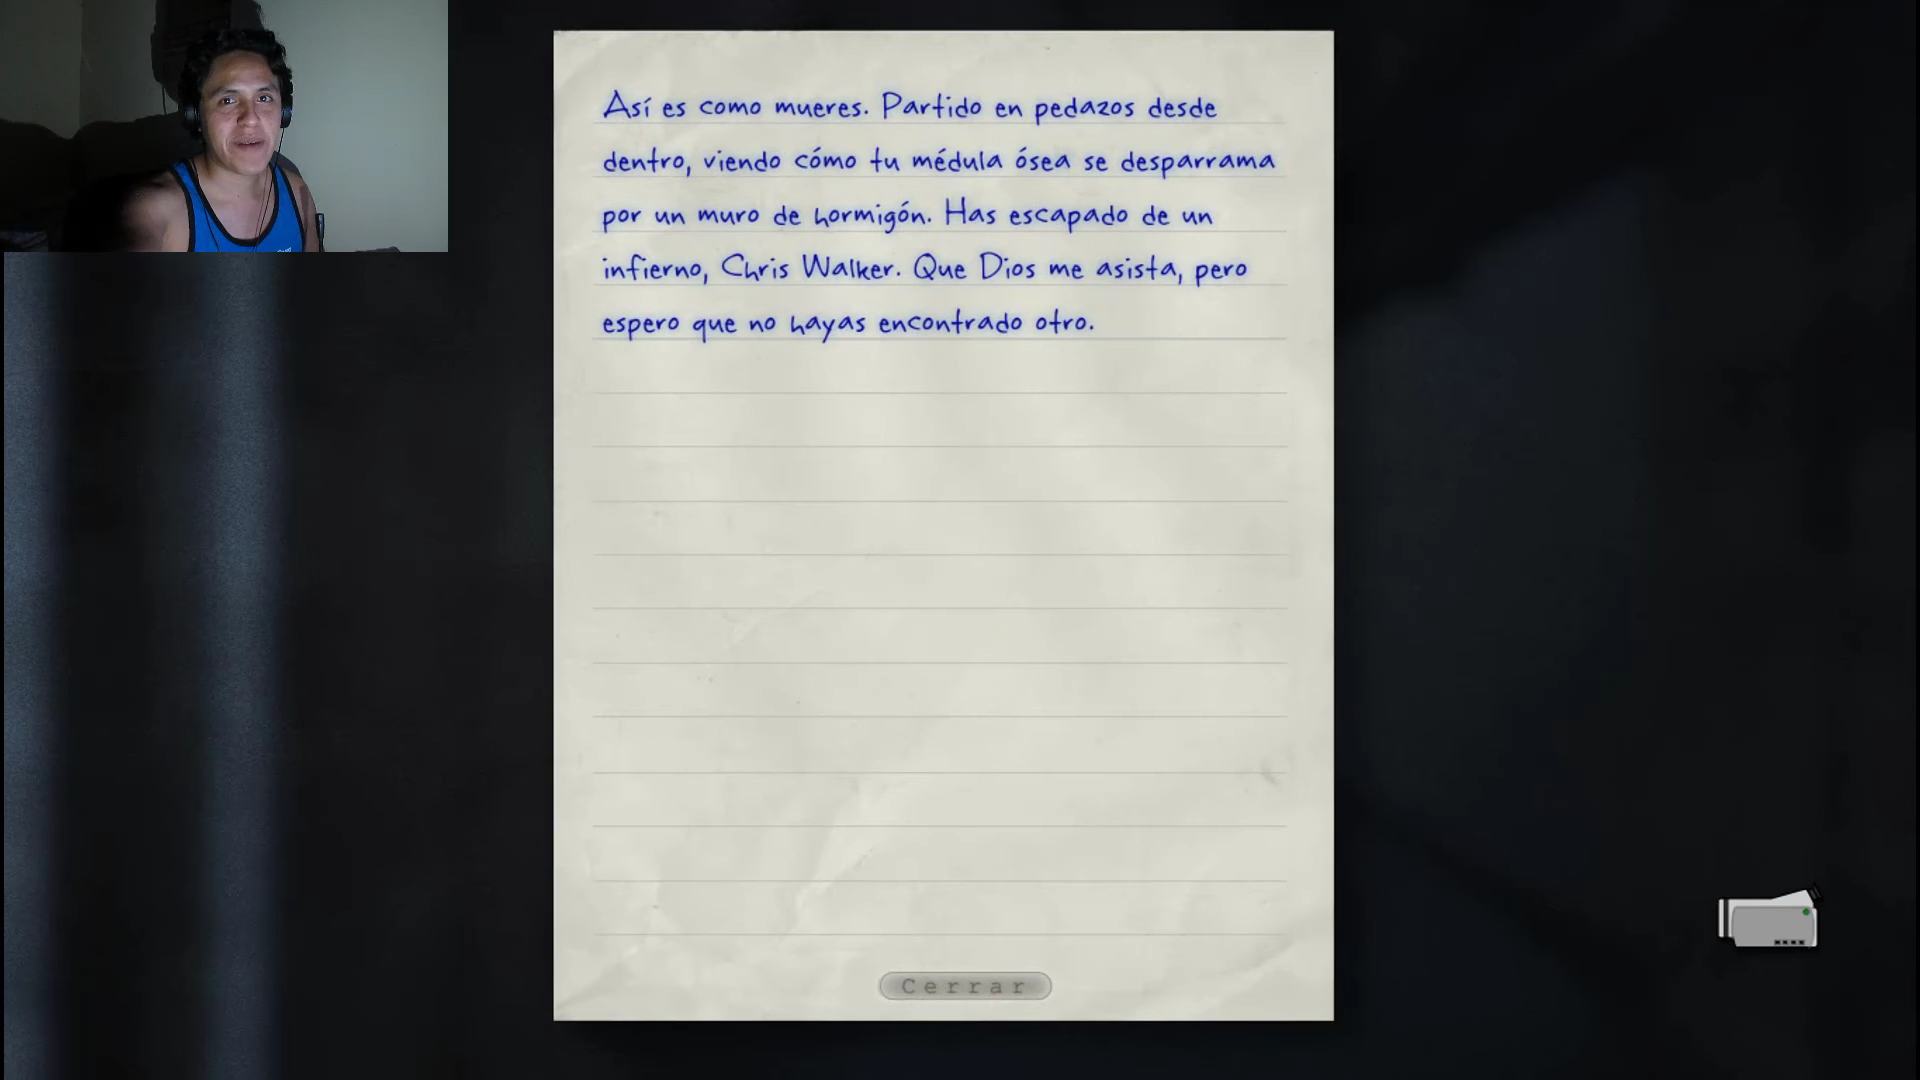 Así es como mueres. Partido en pedazos desde
dentro, viendo cómo tu médula ósea se desparrama
por un muro de hormigón. Has escapado de un
infierno, Chris Walker. Que Dios me asista, pero
espero que no hayas encontrado otro.
Cerrar